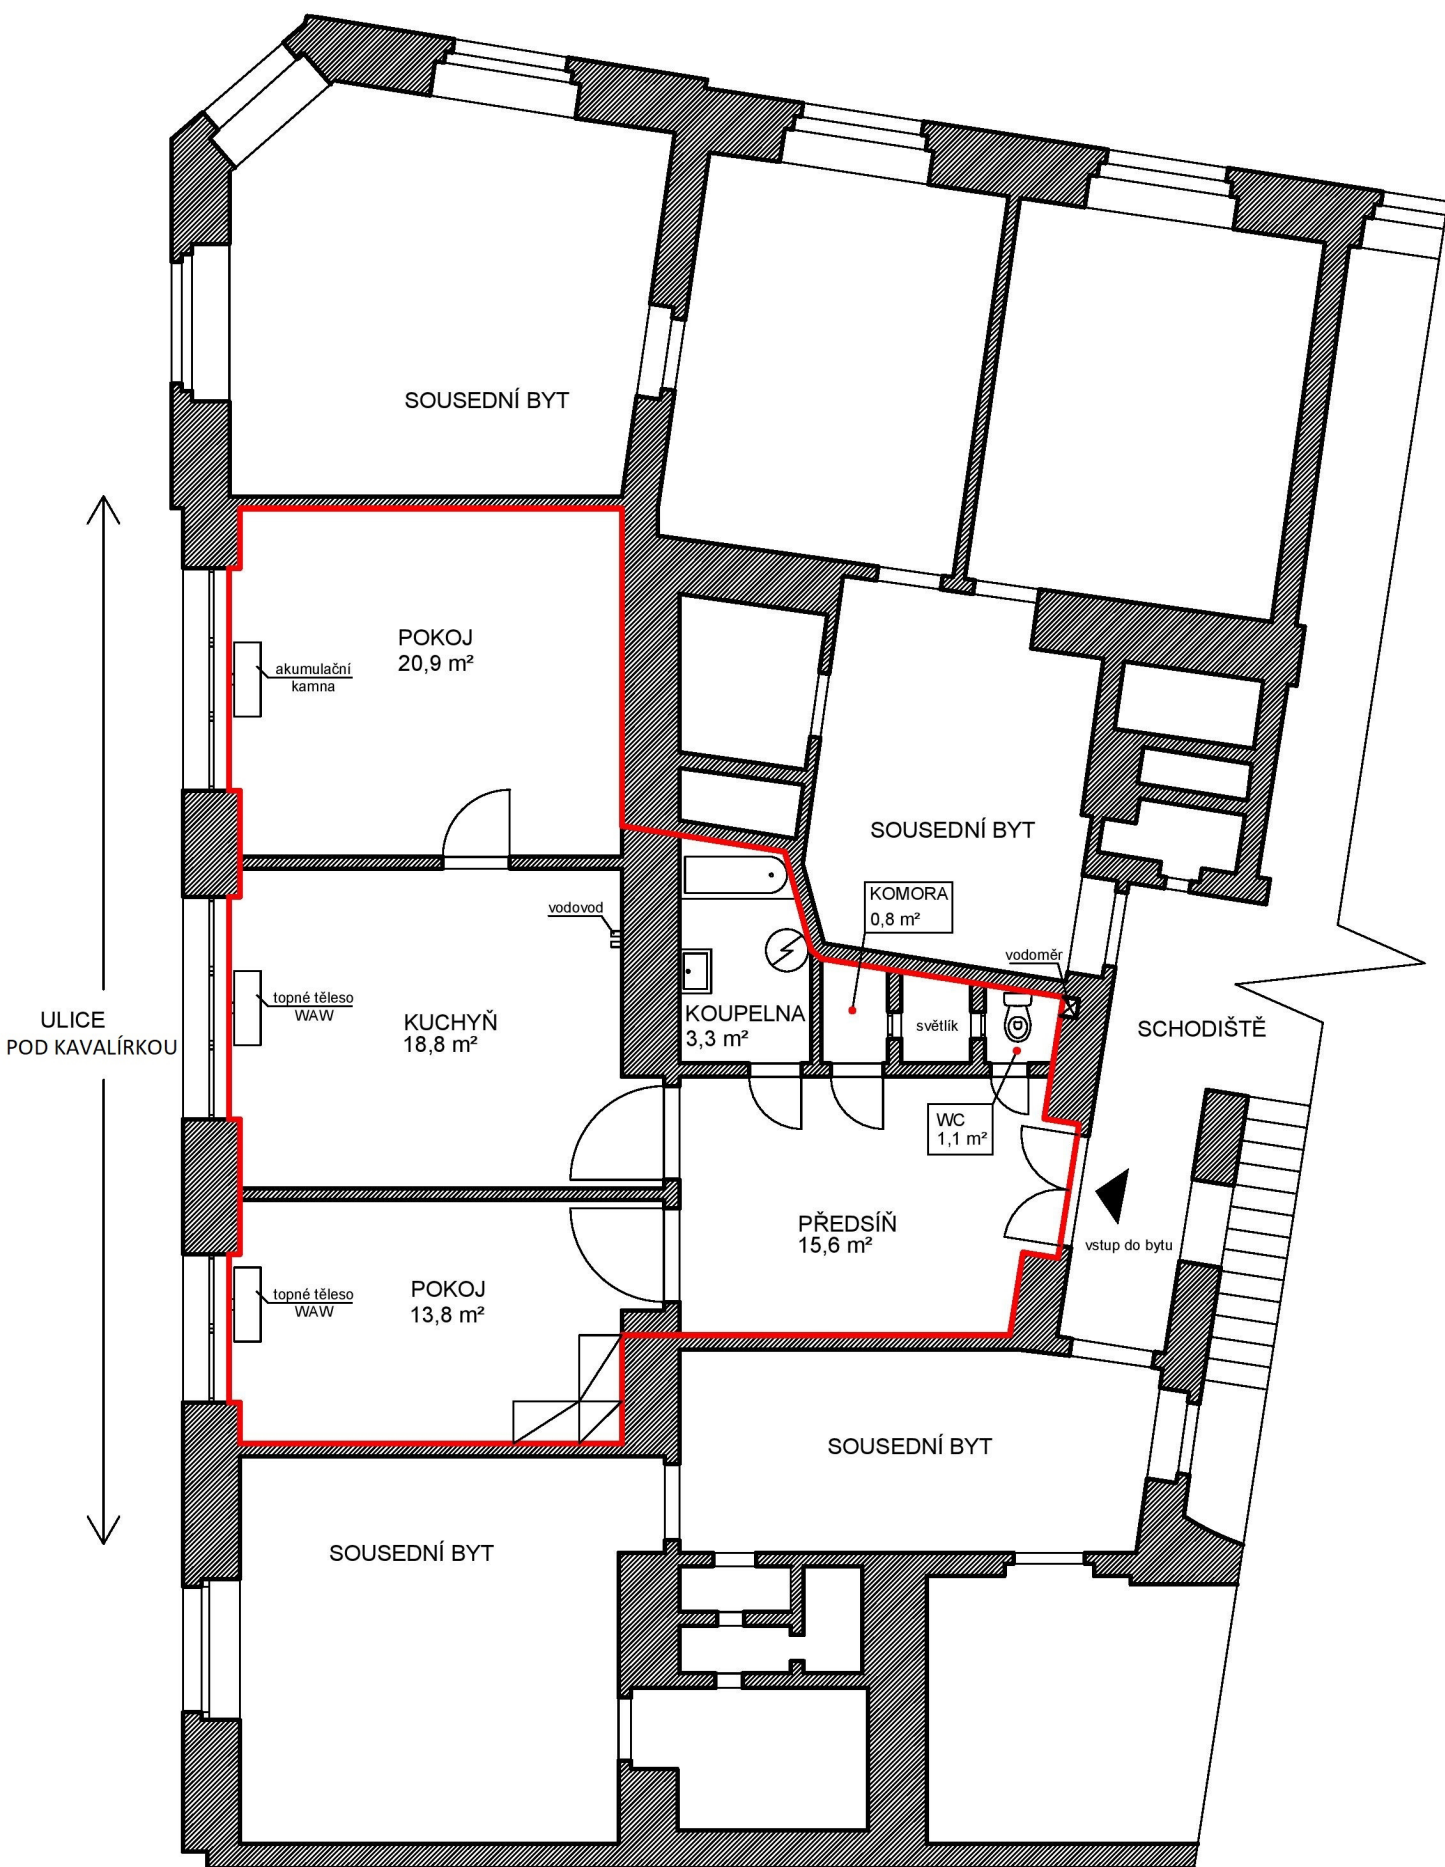 SOUSEDNÍ BYT
POKOJ
20,9 m²
akumulační
kamna
SOUSEDNÍ BYT
KOMORA
0,8 m²
vodovod
vodoměr
topné těleso
WAW
KUCHYŇ
18,8 m²
KOUPELNA
3,3 m²
světlík
SCHODIŠTĚ
ULICE
POD KAVALÍRKOU
WC
1,1 m²
PŘEDSÍŇ
15,6 m²
vstup do bytu
topné těleso
WAW
POKOJ
13,8 m²
SOUSEDNÍ BYT
SOUSEDNÍ BYT